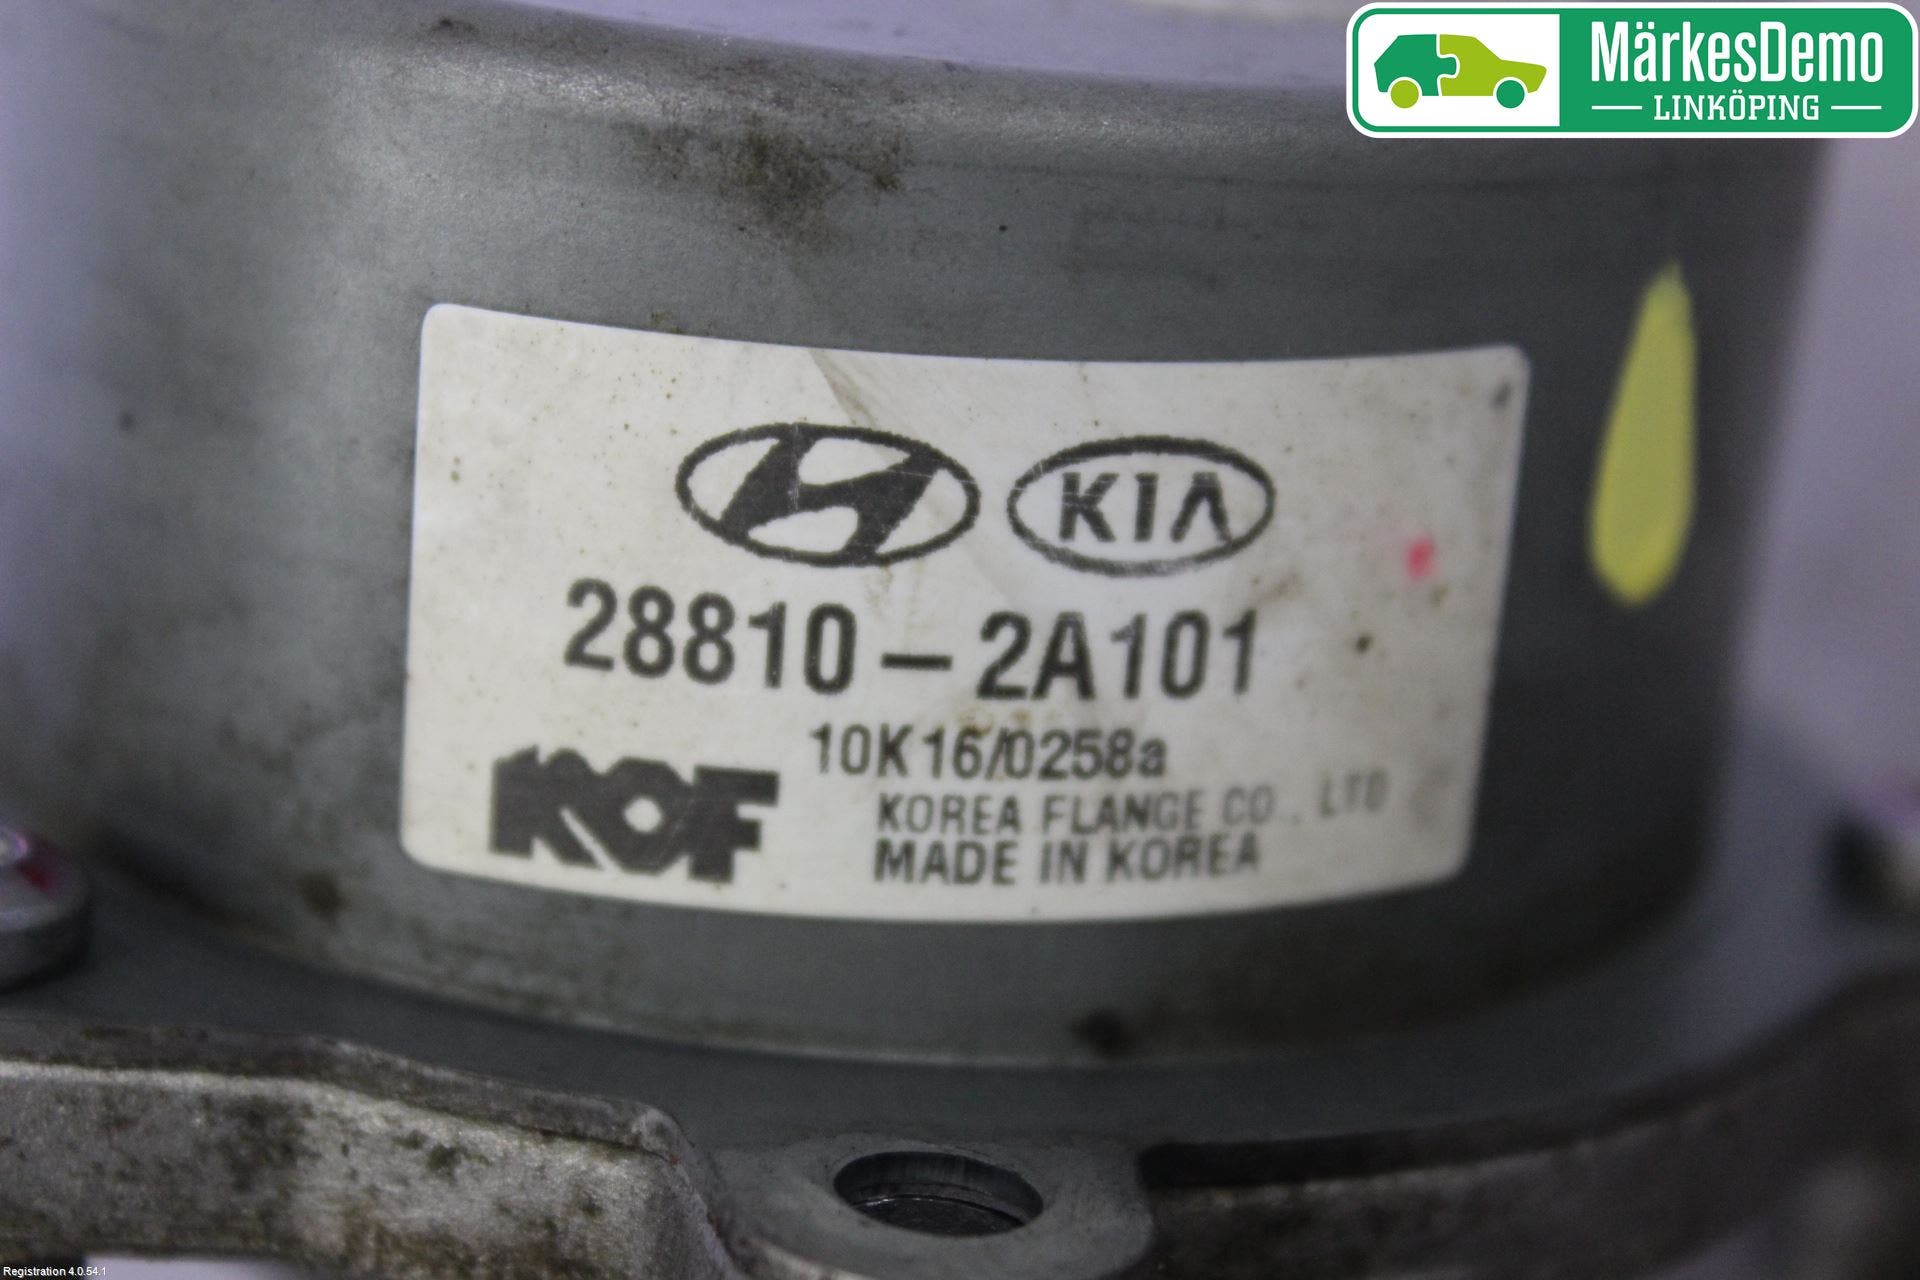 MärkesDemo
LINKÖPING
KIA
28810-2A101
10K16/0258a
KOF
KOREA FLANGE CO., LTD
MADE IN KOREA
Registration 4.0.54.1